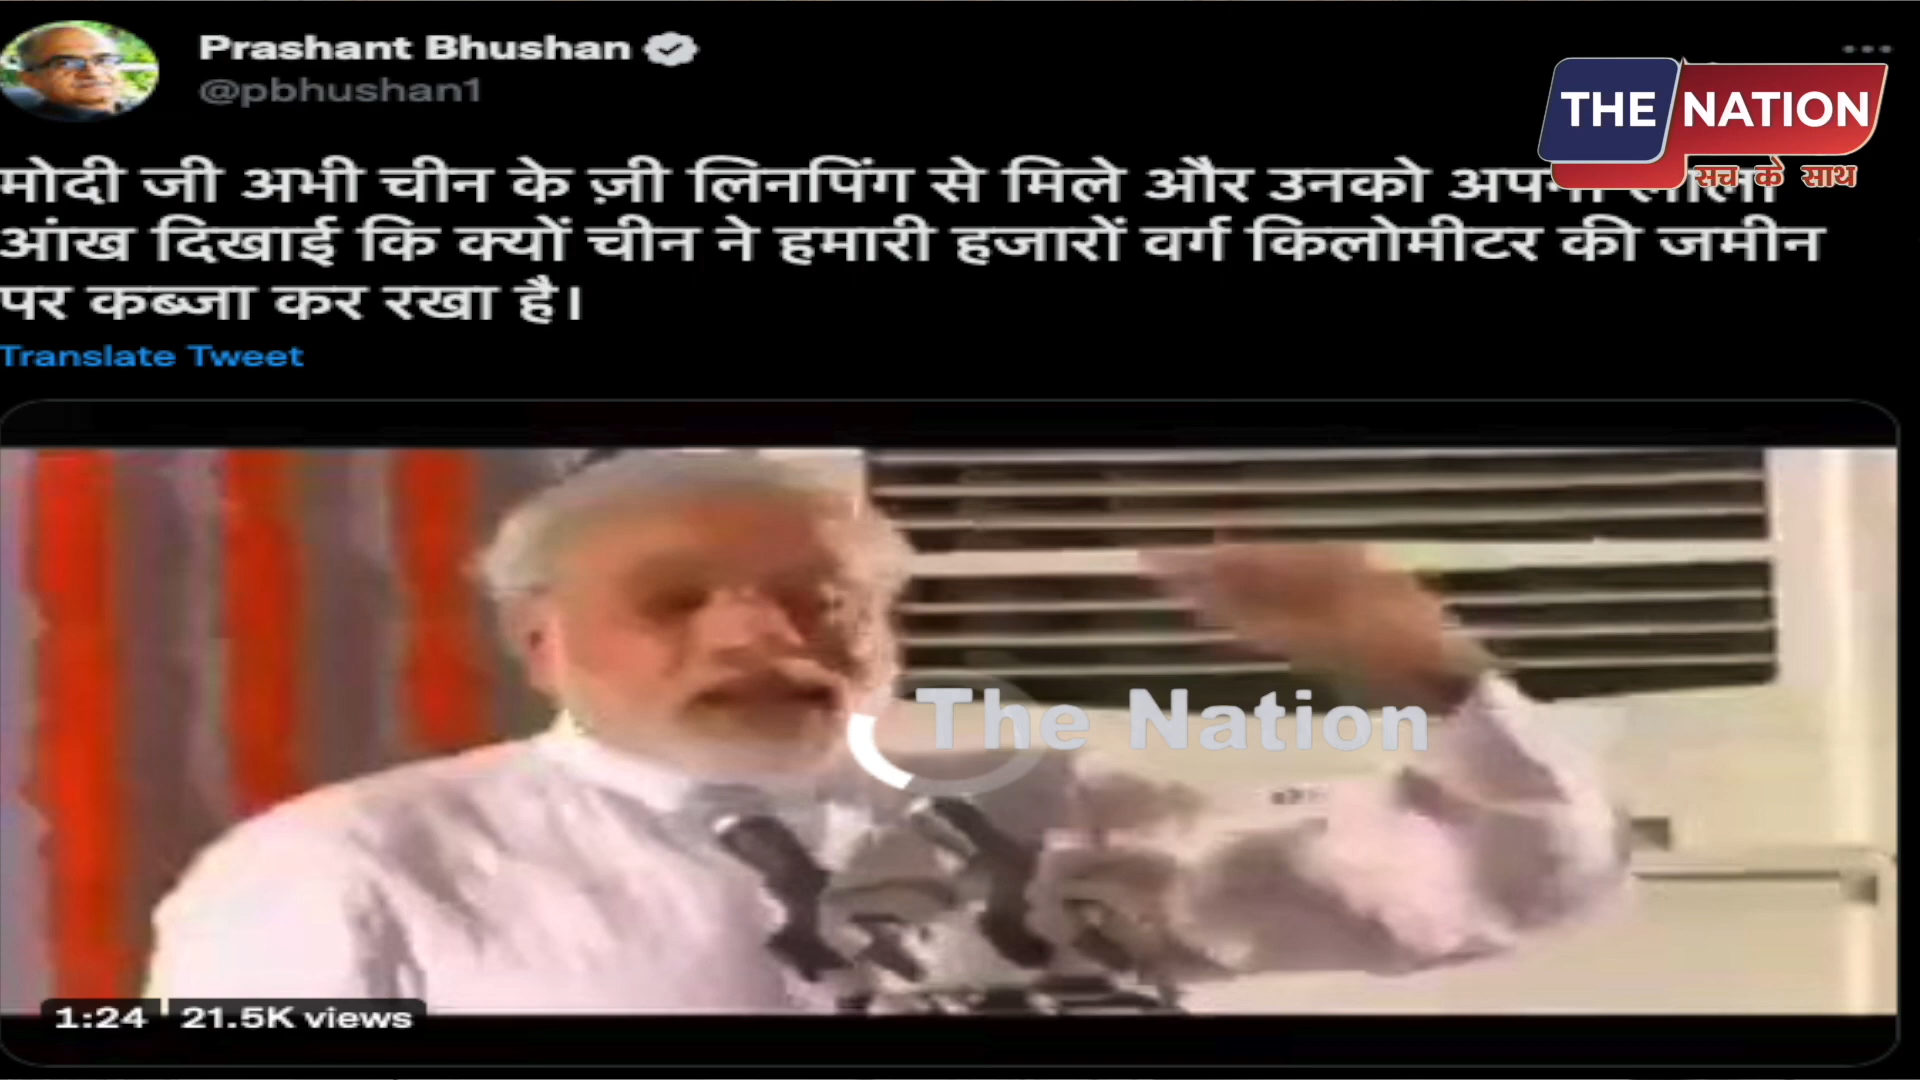 Prashant Bhushan
@pbhushan1
THE NATION
सच के साथ
मोदी जी अभी चीन के ज़ी लिनपिंग से मिले और उनको
आंख दिखाई कि क्यों चीन ने हमारी हजारों वर्ग किलोमीटर की जमीन
पर कब्जा कर रखा है।
Translate Tweet
The Nation
1:24 21.5K views